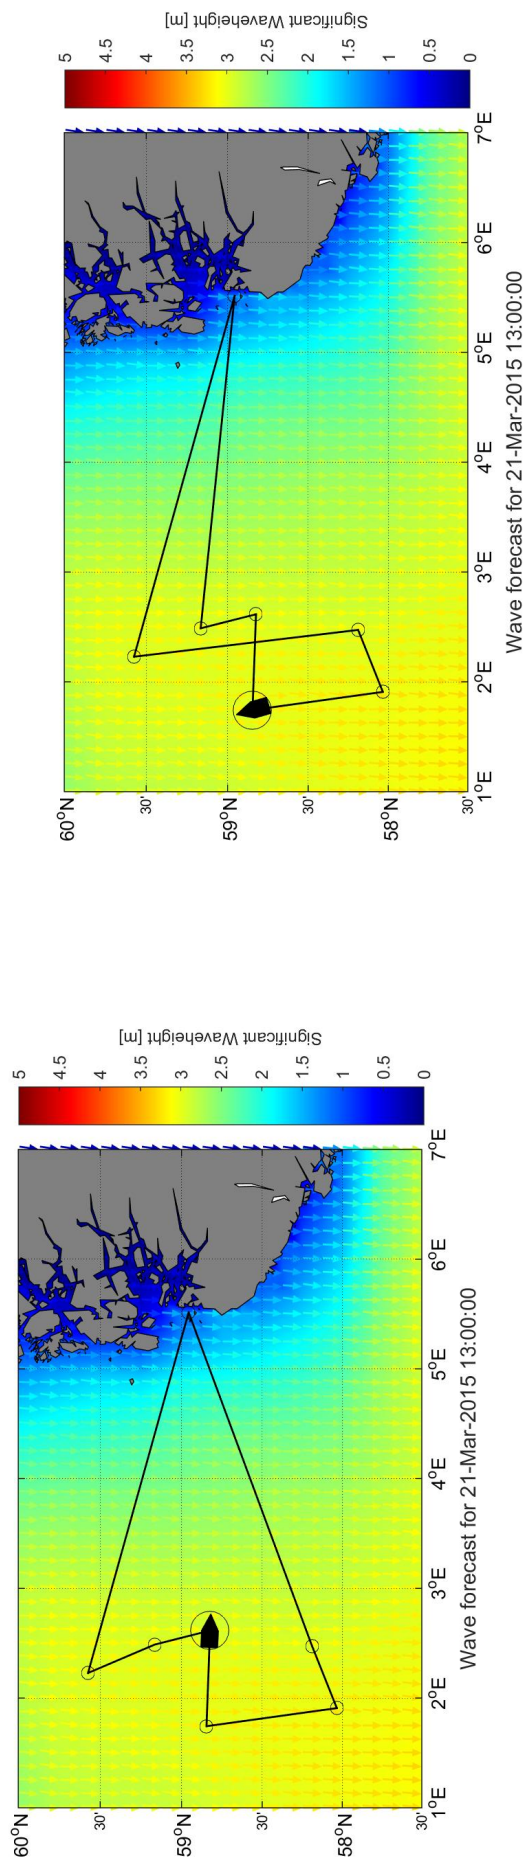 60°N
30'
59°N
30'
58°N
30'
1°E 2°E 3°E 4°E 5°E 6°E 7°E
Wave forecast for 21-Mar-2015 13:00:00
5
4.5
4
3.5
3
2.5
2
1.5
1
0.5
0
Significant Waveheight [m]
60°N
30'
59°N
30'
58°N
30'
1°E 2°E 3°E 4°E 5°E 6°E 7°E
Wave forecast for 21-Mar-2015 13:00:00
5
4.5
4
3.5
3
2.5
2
1.5
1
0.5
0
Significant Waveheight [m]